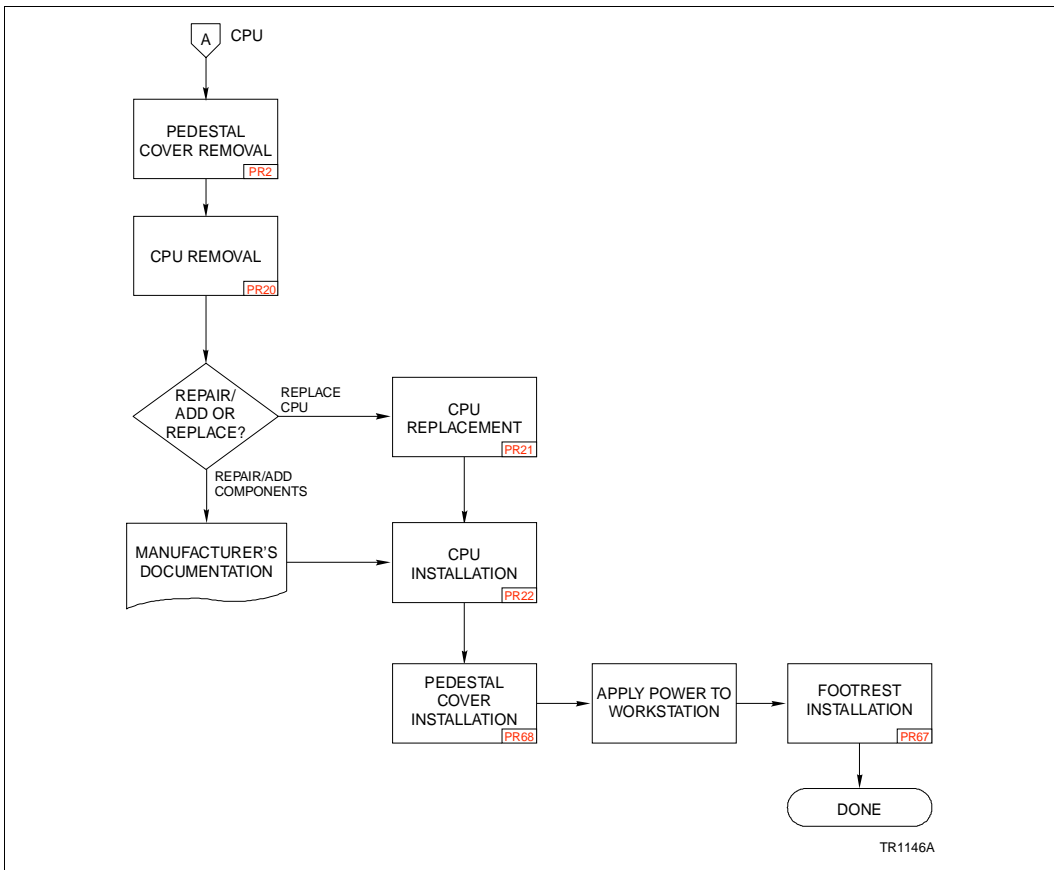 A CPU
PEDESTAL
COVER REMOVAL
PR2
CPU REMOVAL
PR20
REPAIR/
ADD OR
REPLACE?
REPLACE
CPU
CPU
REPLACEMENT
PR21
REPAIR/ADD
COMPONENTS
MANUFACTURER'S
DOCUMENTATION
CPU
INSTALLATION
PR22
PEDESTAL
COVER
INSTALLATION
PR68
APPLY POWER TO
WORKSTATION
FOOTREST
INSTALLATION
PR67
DONE
TR1146A